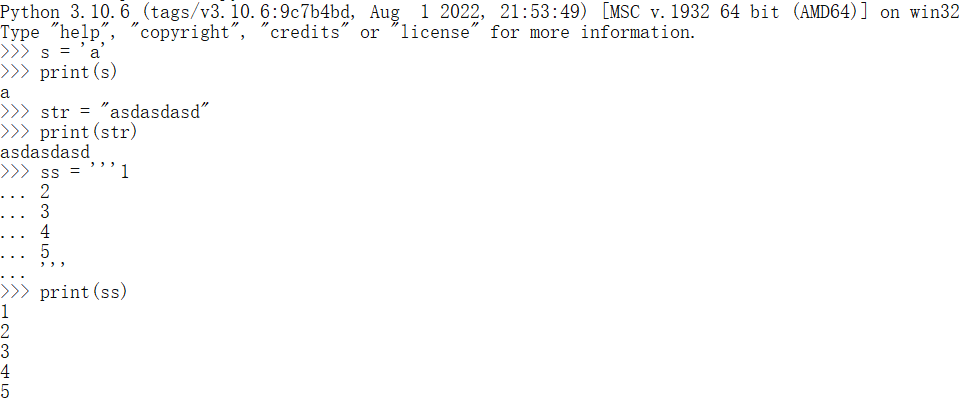 Python 3.10.6 (tags/v3.10.6:9c7b4bd, Aug  1 2022, 21:53:49) [MSC v.1932 64 bit (AMD64)] on win32
Type "help", "copyright", "credits" or "license" for more information.
>>> s = 'a'
>>> print(s)
a
>>> str = "asdasdasd"
>>> print(str)
asdasdasd
>>> ss = '''1
... 2
... 3
... 4
... 5
... '''
>>> print(ss)
1
2
3
4
5